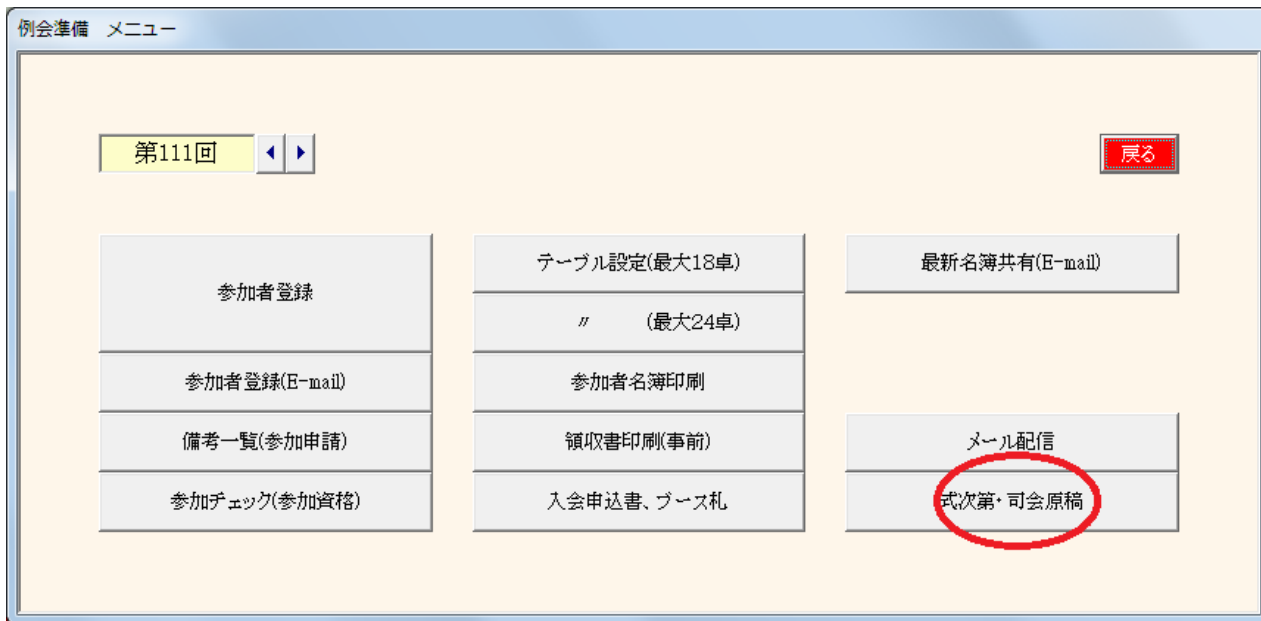 例会準備 メニュー
第111回
戻る
参加者登録
参加者登録(E-mail)
備考一覧(参加申請)
参加チェック(参加資格)
テーブル設定(最大18卓)
〃 (最大24卓)
参加者名簿印刷
領収書印刷(事前)
入会申込書、ブース札
最新名簿共有(E-mail)
メール配信
式次第・司会原稿